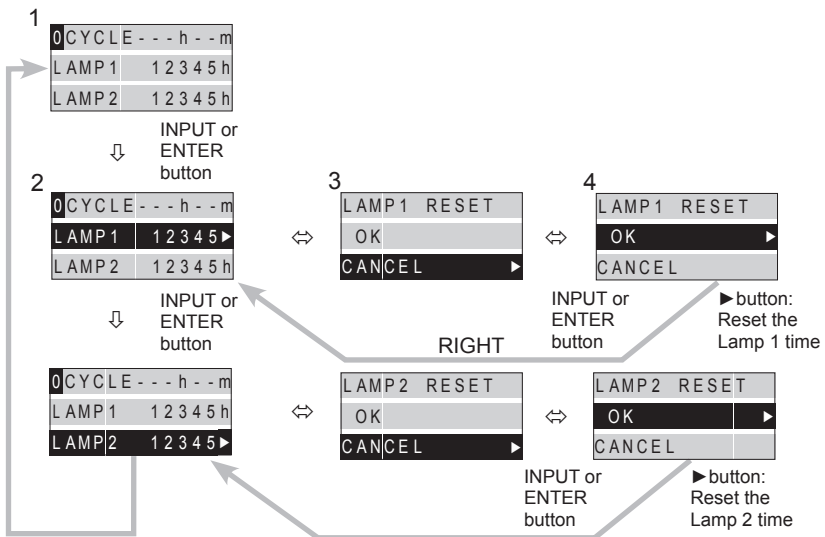 1
0CYCLE---h--m
LAMP1 12345h
LAMP2 12345h
⇩
INPUT or
ENTER
button
2
0CYCLE---h--m
LAMP1 12345►
LAMP2 12345h
⇔
3
LAMP1 RESET
OK
CANCEL ►
⇔
4
LAMP1 RESET
OK ►
CANCEL
⇩
INPUT or
ENTER
button
RIGHT
INPUT or
ENTER
button
►button:
Reset the
Lamp 1 time
0CYCLE---h--m
LAMP1 12345h
LAMP2 12345►
⇔
LAMP2 RESET
OK
CANCEL ►
⇔
LAMP2 RESET
OK ►
CANCEL
INPUT or
ENTER
button
►button:
Reset the
Lamp 2 time